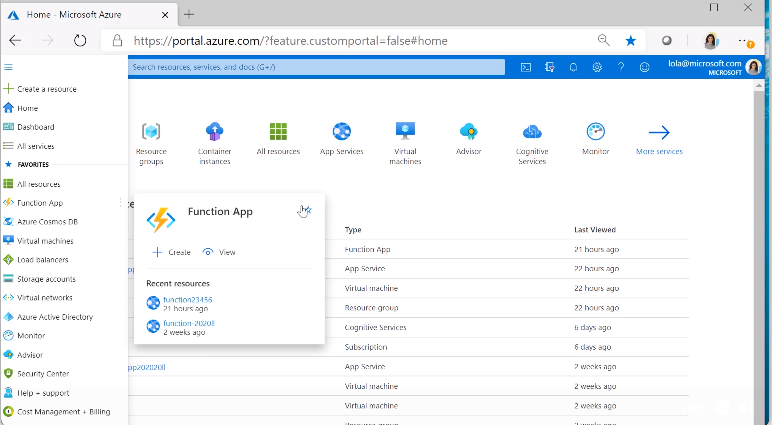 Home - Microsoft Azure
https://portal.azure.com/?feature.customportal=false#home
Search resources, services, and docs (G+/)
lola@microsoft.com
MICROSOFT
Create a resource
Home
Dashboard
All services
FAVORITES
All resources
Function App
Azure Cosmos DB
Virtual machines
Load balancers
Storage accounts
Virtual networks
Azure Active Directory
Monitor
Advisor
Security Center
Help + support
Cost Management + Billing
Resource groups
Container instances
All resources
App Services
Virtual machines
Advisor
Cognitive Services
Monitor
More services
Function App
Create
View
Recent resources
function23456
21 hours ago
function-2020ll
2 weeks ago
Type Last Viewed
Function App 21 hours ago
App Service 22 hours ago
Virtual machine 22 hours ago
Resource group 22 hours ago
Cognitive Services 6 days ago
Subscription 6 days ago
pp202020ll App Service 2 weeks ago
Virtual machine 2 weeks ago
Virtual machine 2 weeks ago